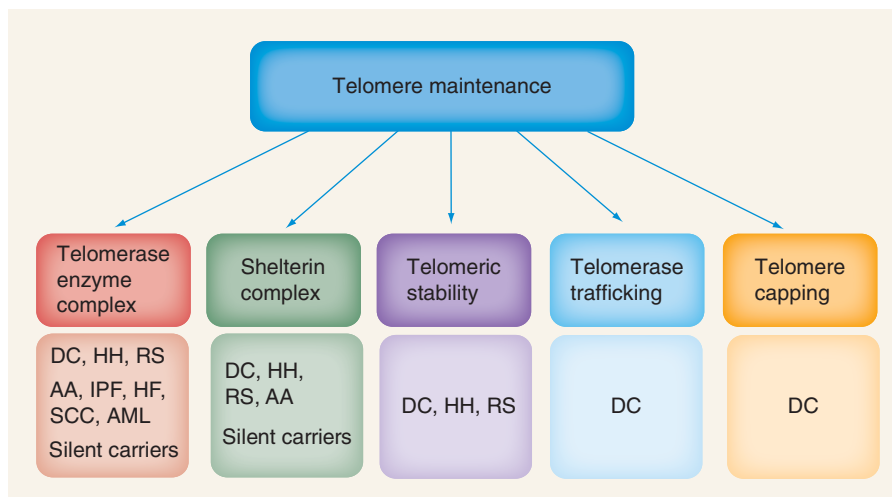 Telomere maintenance
Telomerase
enzyme
complex
Shelterin
complex
Telomeric
stability
Telomerase
trafficking
Telomere
capping
DC, HH, RS
AA, IPF, HF,
SCC, AML
Silent carriers
DC, HH,
RS, AA
Silent carriers
DC, HH, RS
DC
DC